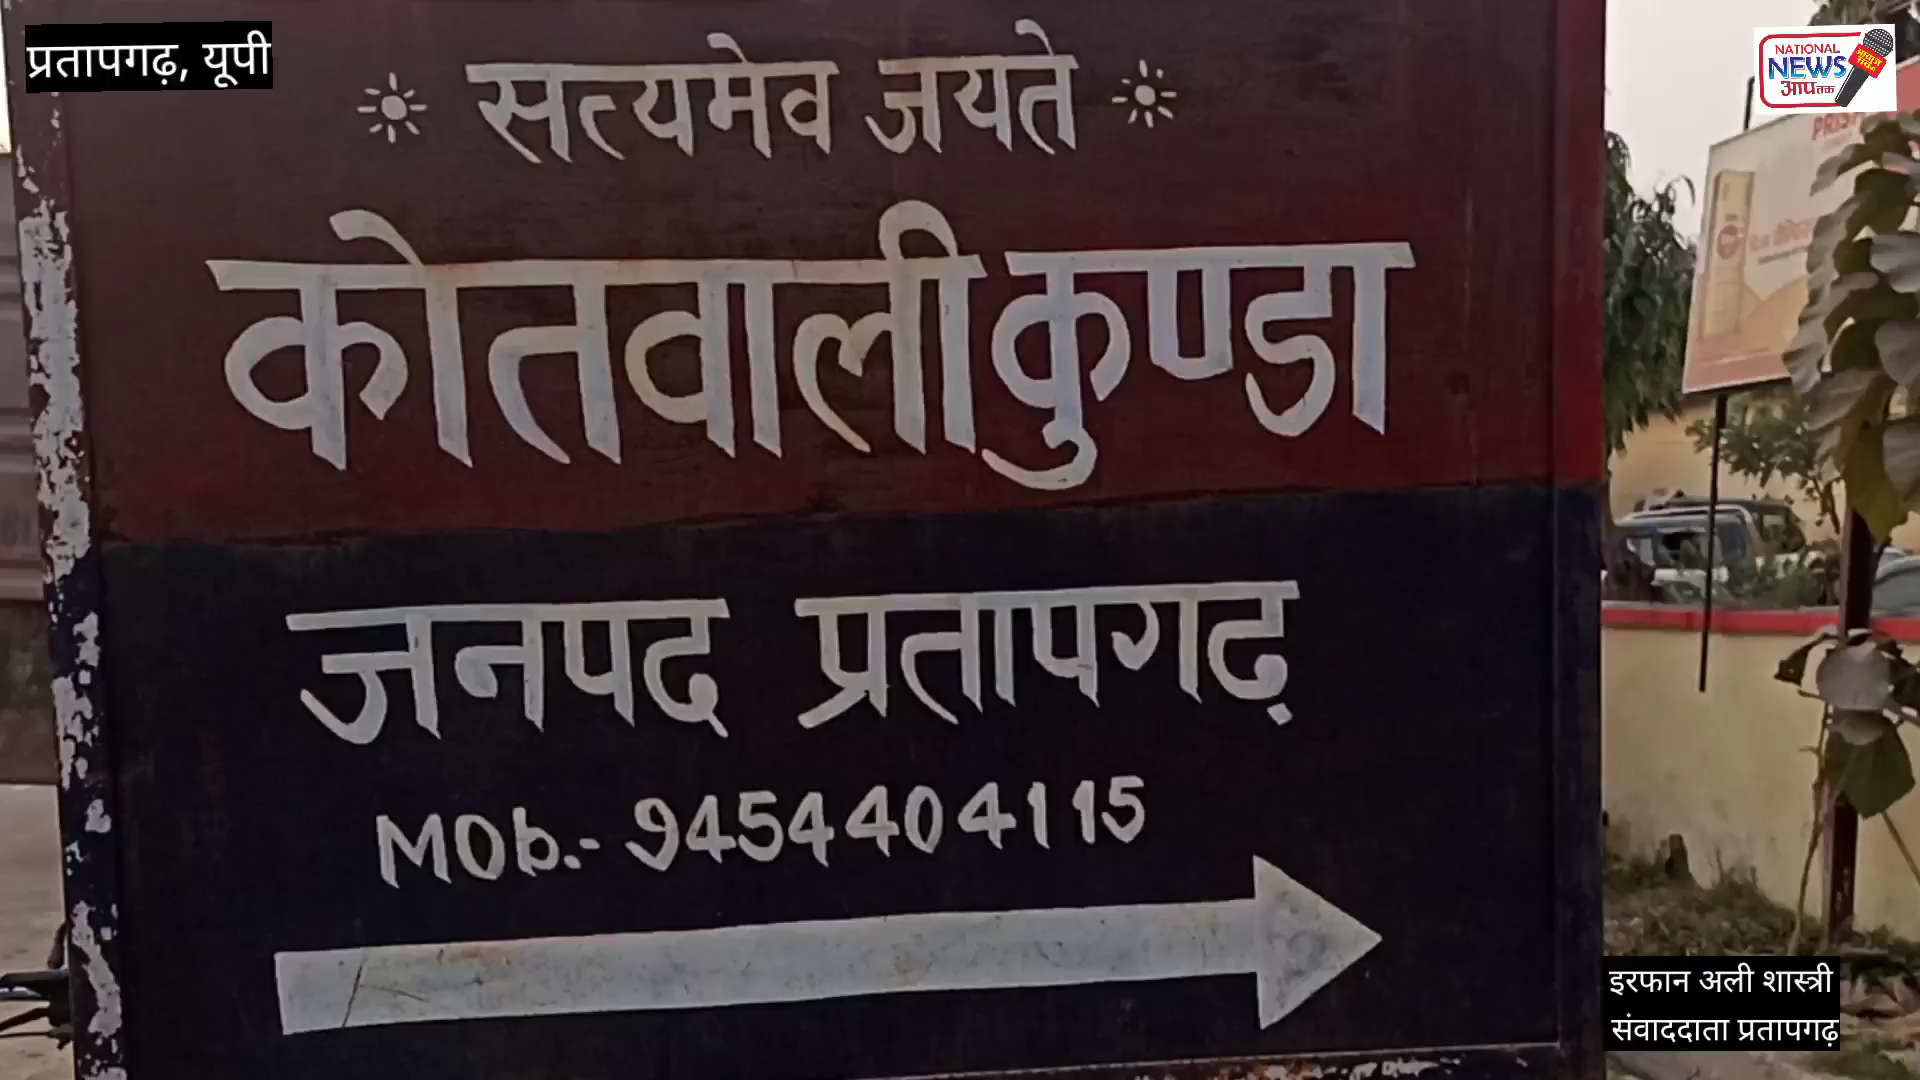 प्रतापगढ़, यूपी
NATIONAL
NEWS
आपतक
सत्यमेव जयते
कोतवाली कुण्डा
जनपद प्रतापगढ़
MOb.- 9454404115
इरफान अली शास्त्री
संवाददाता प्रतापगढ़